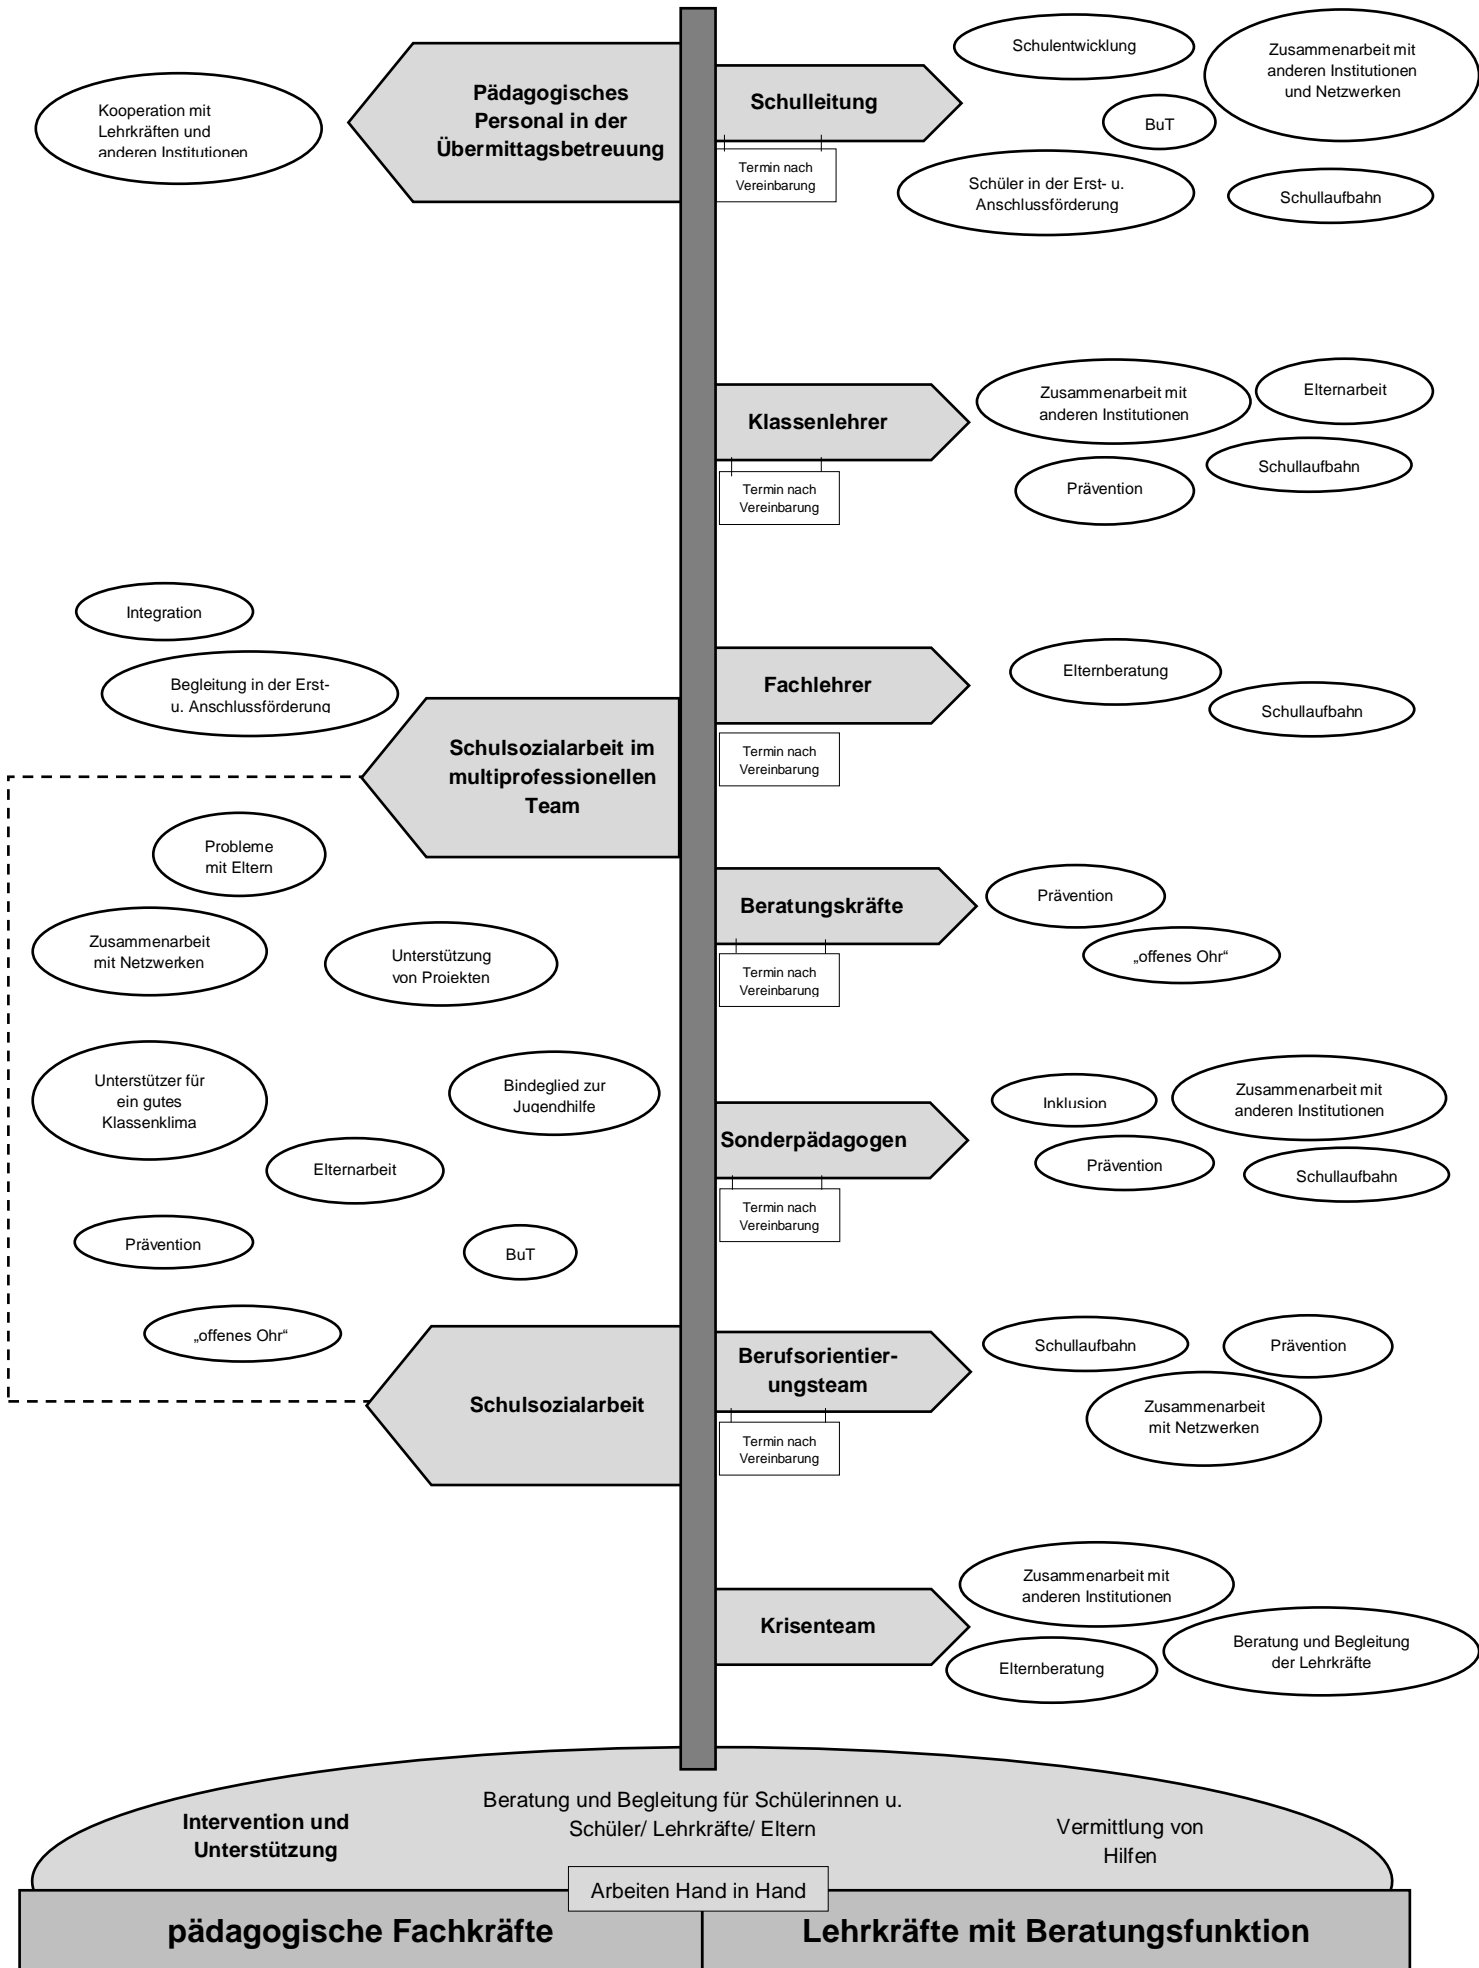 Kooperation mit
Lehrkräften und
anderen Institutionen
Pädagogisches
Personal in der
Übermittagsbetreuung
Schulleitung
Termin nach
Vereinbarung
Schulentwicklung
Zusammenarbeit mit
anderen Institutionen
und Netzwerken
BuT
Schüler in der Erst- u.
Anschlussförderung
Schullaufbahn
Klassenlehrer
Termin nach
Vereinbarung
Zusammenarbeit mit
anderen Institutionen
Elternarbeit
Schullaufbahn
Prävention
Integration
Begleitung in der Erst-
u. Anschlussförderung
Schulsozialarbeit im
multiprofessionellen
Team
Fachlehrer
Termin nach
Vereinbarung
Elternberatung
Schullaufbahn
Probleme
mit Eltern
Zusammenarbeit
mit Netzwerken
Unterstützung
von Projekten
Beratungskräfte
Termin nach
Vereinbarung
Prävention
„offenes Ohr“
Unterstützer für
ein gutes
Klassenklima
Bindeglied zur
Jugendhilfe
Elternarbeit
Sonderpädagogen
Termin nach
Vereinbarung
Inklusion
Zusammenarbeit mit
anderen Institutionen
Prävention
Schullaufbahn
Prävention
BuT
„offenes Ohr“
Schulsozialarbeit
Berufsorientier-
ungsteam
Termin nach
Vereinbarung
Schullaufbahn
Prävention
Zusammenarbeit
mit Netzwerken
Krisenteam
Zusammenarbeit mit
anderen Institutionen
Beratung und Begleitung
der Lehrkräfte
Elternberatung
Intervention und
Unterstützung
Beratung und Begleitung für Schülerinnen u.
Schüler/ Lehrkräfte/ Eltern
Vermittlung von
Hilfen
Arbeiten Hand in Hand
pädagogische Fachkräfte
Lehrkräfte mit Beratungsfunktion